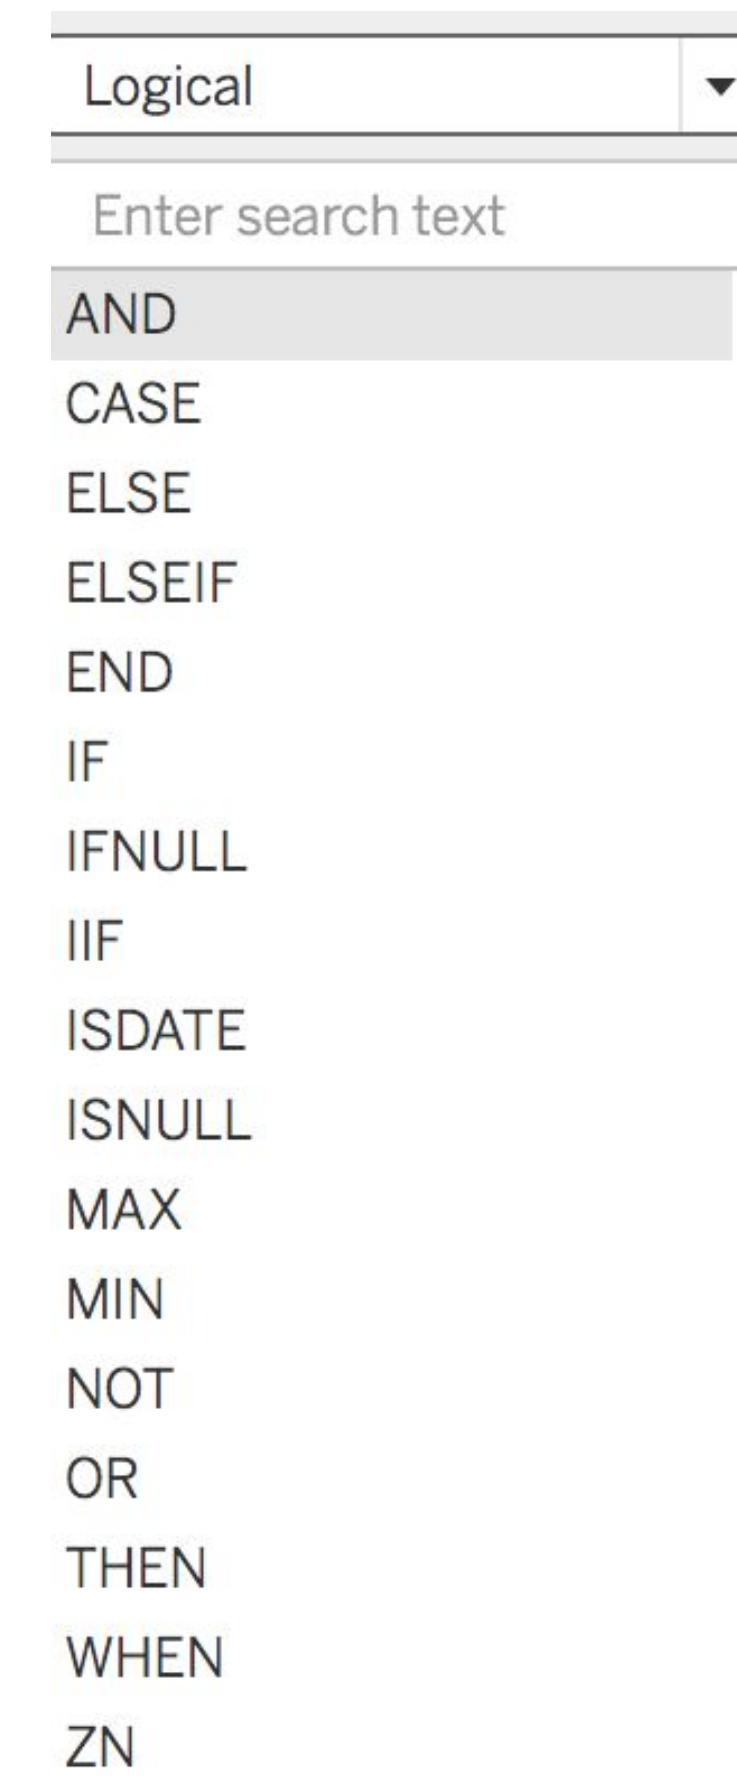 Logical
Enter search text
AND
CASE
ELSE
ELSEIF
END
IF
IFNULL
IIF
ISDATE
ISNULL
MAX
MIN
NOT
OR
THEN
WHEN
ZN